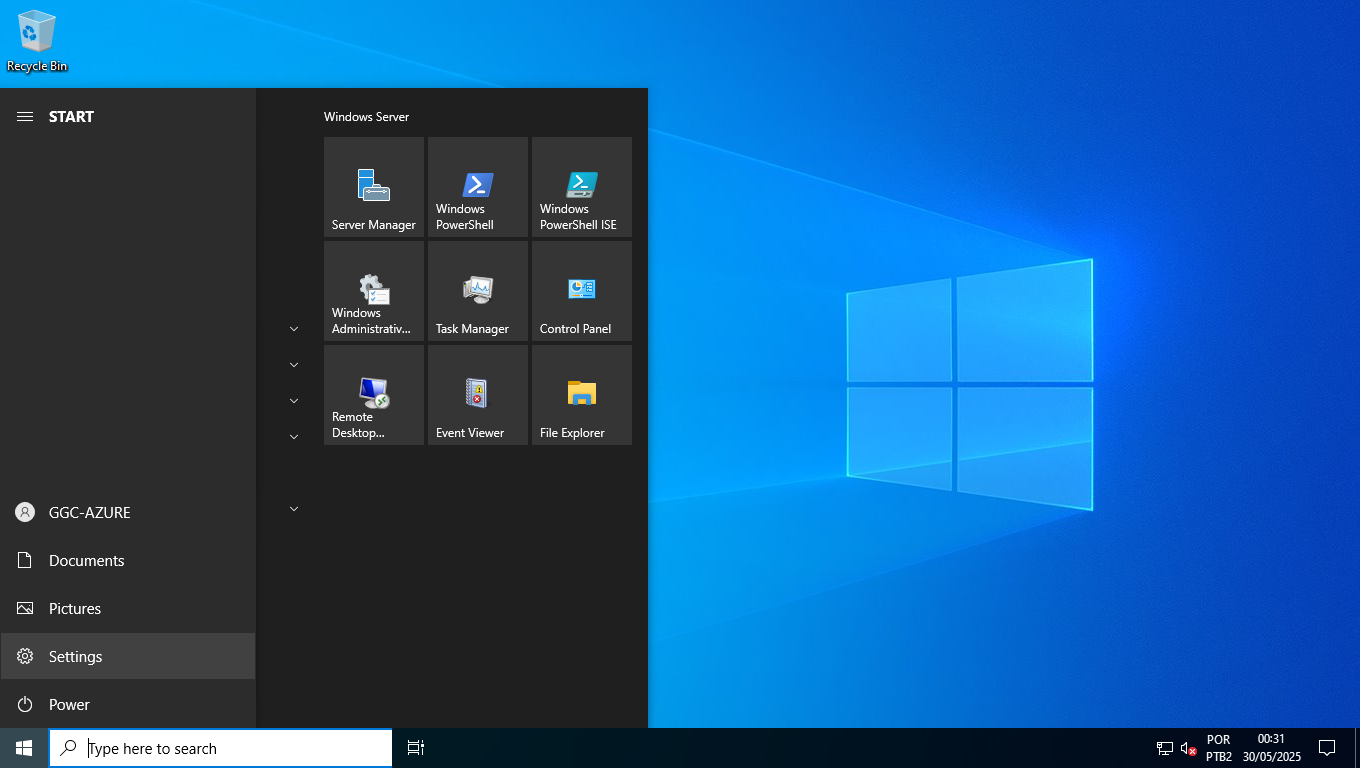 Recycle Bin
START
Windows Server
Server Manager
Windows
PowerShell
Windows
PowerShell ISE
Windows
Administrativ...
Task Manager
Control Panel
Remote
Desktop...
Event Viewer
File Explorer
GGC-AZURE
Documents
Pictures
Settings
Power
Type here to search
POR
PTB2
00:31
30/05/2025